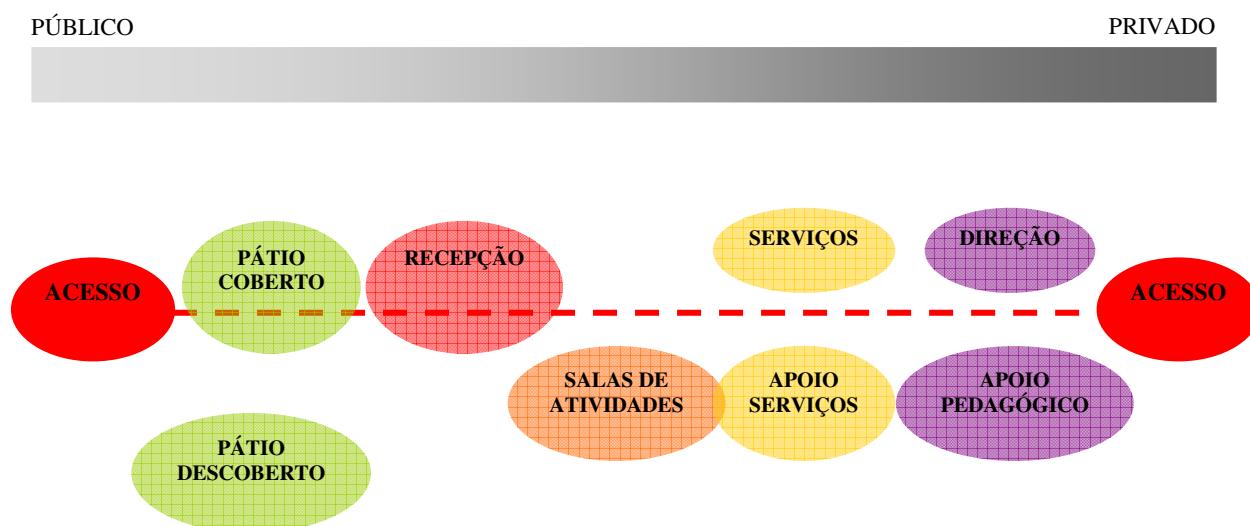 PÚBLICO
PRIVADO
ACESSO
PÁTIO
COBERTO
RECEPÇÃO
SERVIÇOS
DIREÇÃO
ACESSO
SALAS DE
ATIVIDADES
APOIO
SERVIÇOS
APOIO
PEDAGÓGICO
PÁTIO
DESCOBERTO